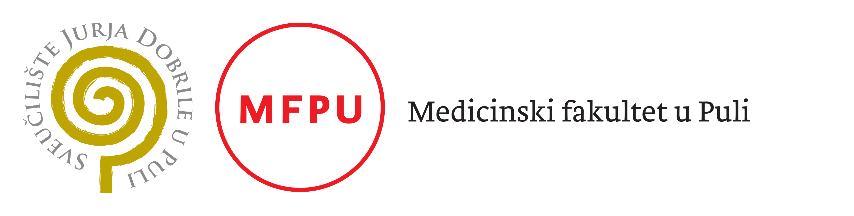 SVEUČILIŠTE JURJA DOBRILE U PULI
MFPU
Medicinski fakultet u Puli